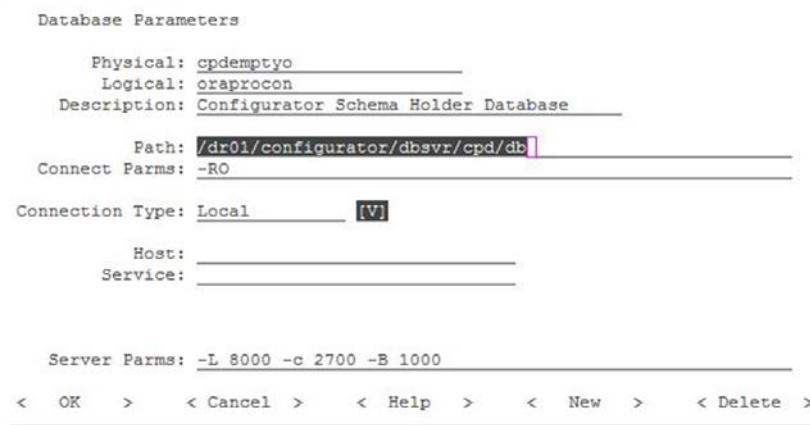 Database Parameters
Physical: cpdemptyo
Logical: oraprocon
Description: Configurator Schema Holder Database
Path: /dr01/configurator/dbsvr/cpd/db
Connect Parms: -RO
Connection Type: Local [V]
Host:
Service:
Server Parms: -L 8000 -c 2700 -B 1000
< OK > < Cancel > < Help > < New > < Delete >